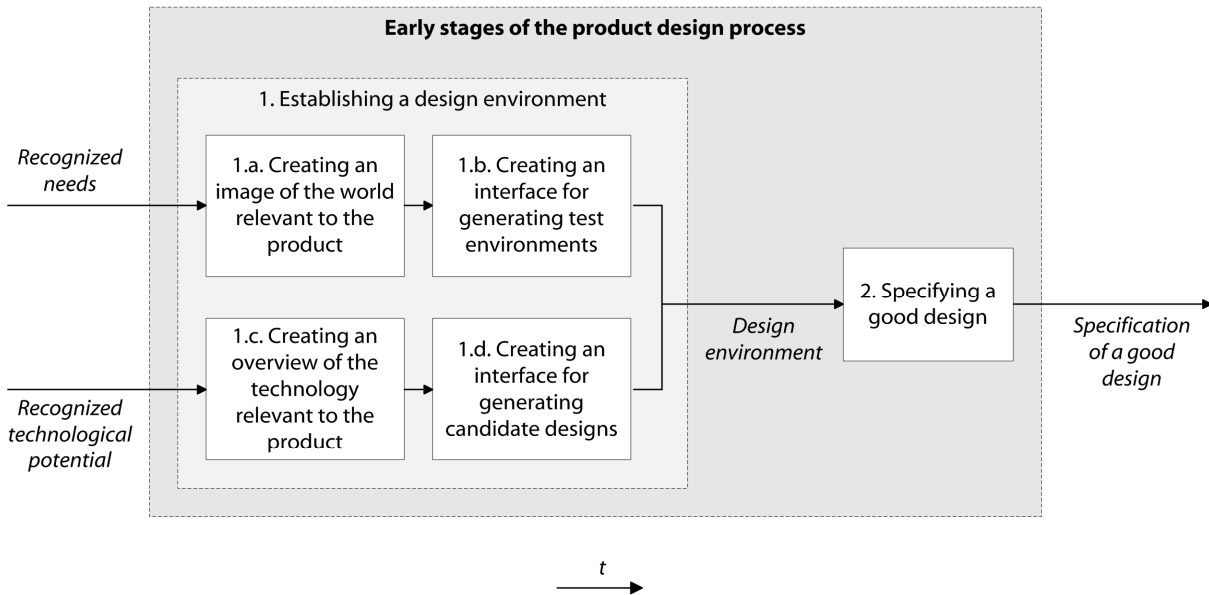 Early stages of the product design process
1. Establishing a design environment
Recognized
needs
1.a. Creating an
image of the world
relevant to the
product
1.b. Creating an
interface for
generating test
environments
2. Specifying a
good design
Design
environment
Specification
of a good
design
1.c. Creating an
overview of the
technology
relevant to the
product
1.d. Creating an
interface for
generating
candidate designs
Recognized
technological
potential
t